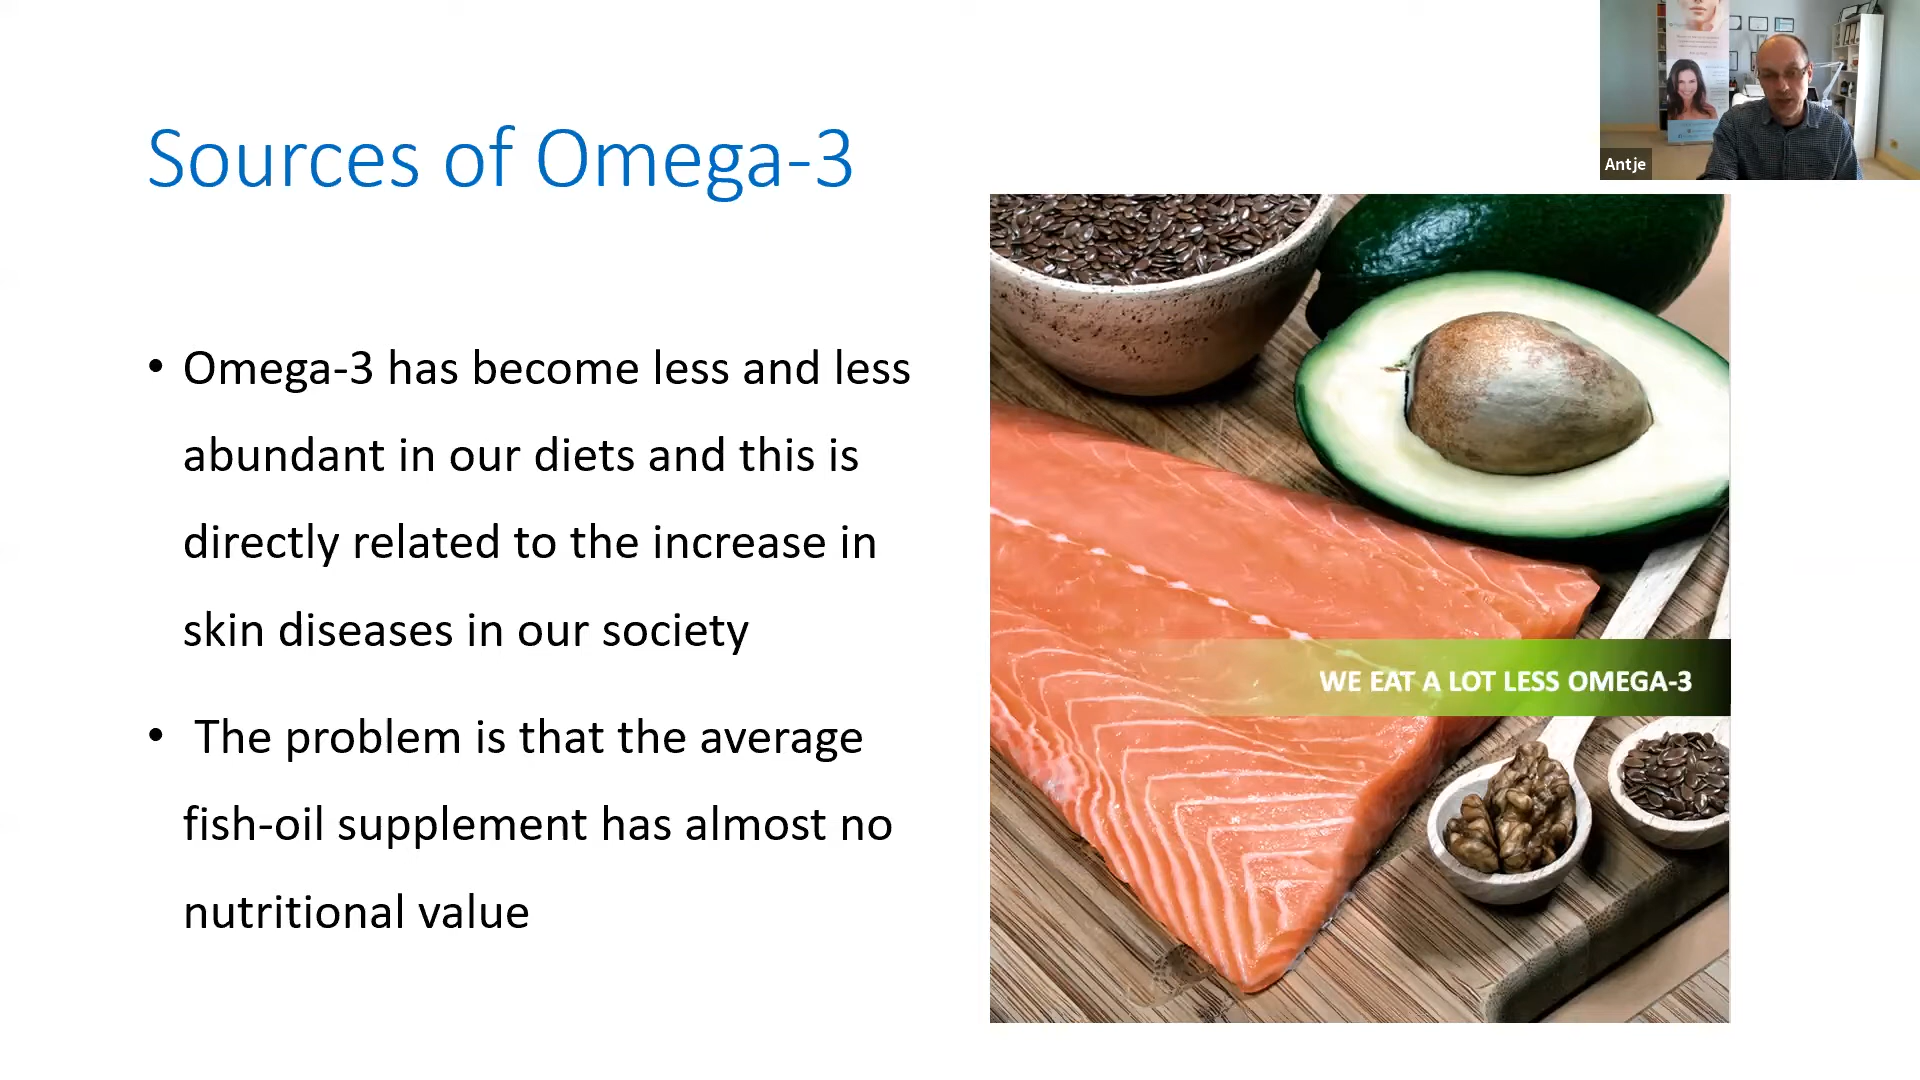 Sources of Omega-3
• Omega-3 has become less and less
abundant in our diets and this is
directly related to the increase in
skin diseases in our society
• The problem is that the average
fish-oil supplement has almost no
nutritional value
WE EAT A LOT LESS OMEGA-3
Antje